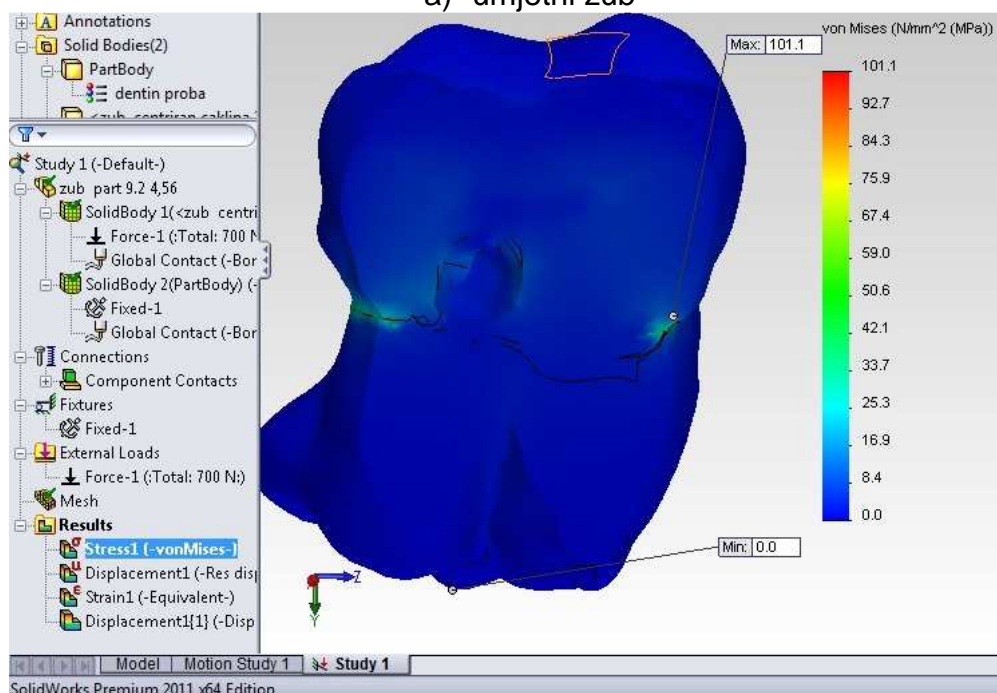 a) umjetni zub
Annotations
Solid Bodies(2)
PartBody
dentin proba
<zub centriran caklina
Study 1 (-Default-)
zub part 9.2 4,56
SolidBody 1(<zub centri
Force-1 (:Total: 700 N
Global Contact (-Bor
SolidBody 2(PartBody) (-
Fixed-1
Global Contact (-Bor
Connections
Component Contacts
Fixtures
Fixed-1
External Loads
Force-1 (:Total: 700 N:)
Mesh
Results
Stress1 (-vonMises-)
Displacement1 (-Res disp
Strain1 (-Equivalent-)
Displacement1{1} (-Disp
Model
Motion Study 1
Study 1
SolidWorks Premium 2011 x64 Edition
von Mises (N/mm^2 (MPa))
Max: 101.1
101.1
92.7
84.3
75.9
67.4
59.0
50.6
42.1
33.7
25.3
16.9
8.4
0.0
Min: 0.0
Z
Y